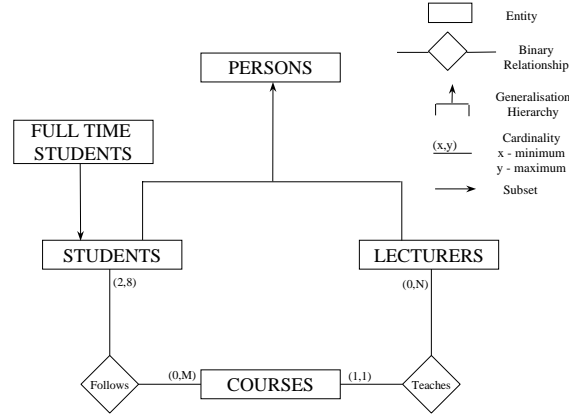 Entity
Binary
Relationship
PERSONS
Generalisation
Hierarchy
FULL TIME
STUDENTS
(x,y)
Cardinality
x - minimum
y - maximum
Subset
STUDENTS
LECTURERS
(2,8)
(0,N)
Follows
(0,M)
COURSES
(1,1)
Teaches